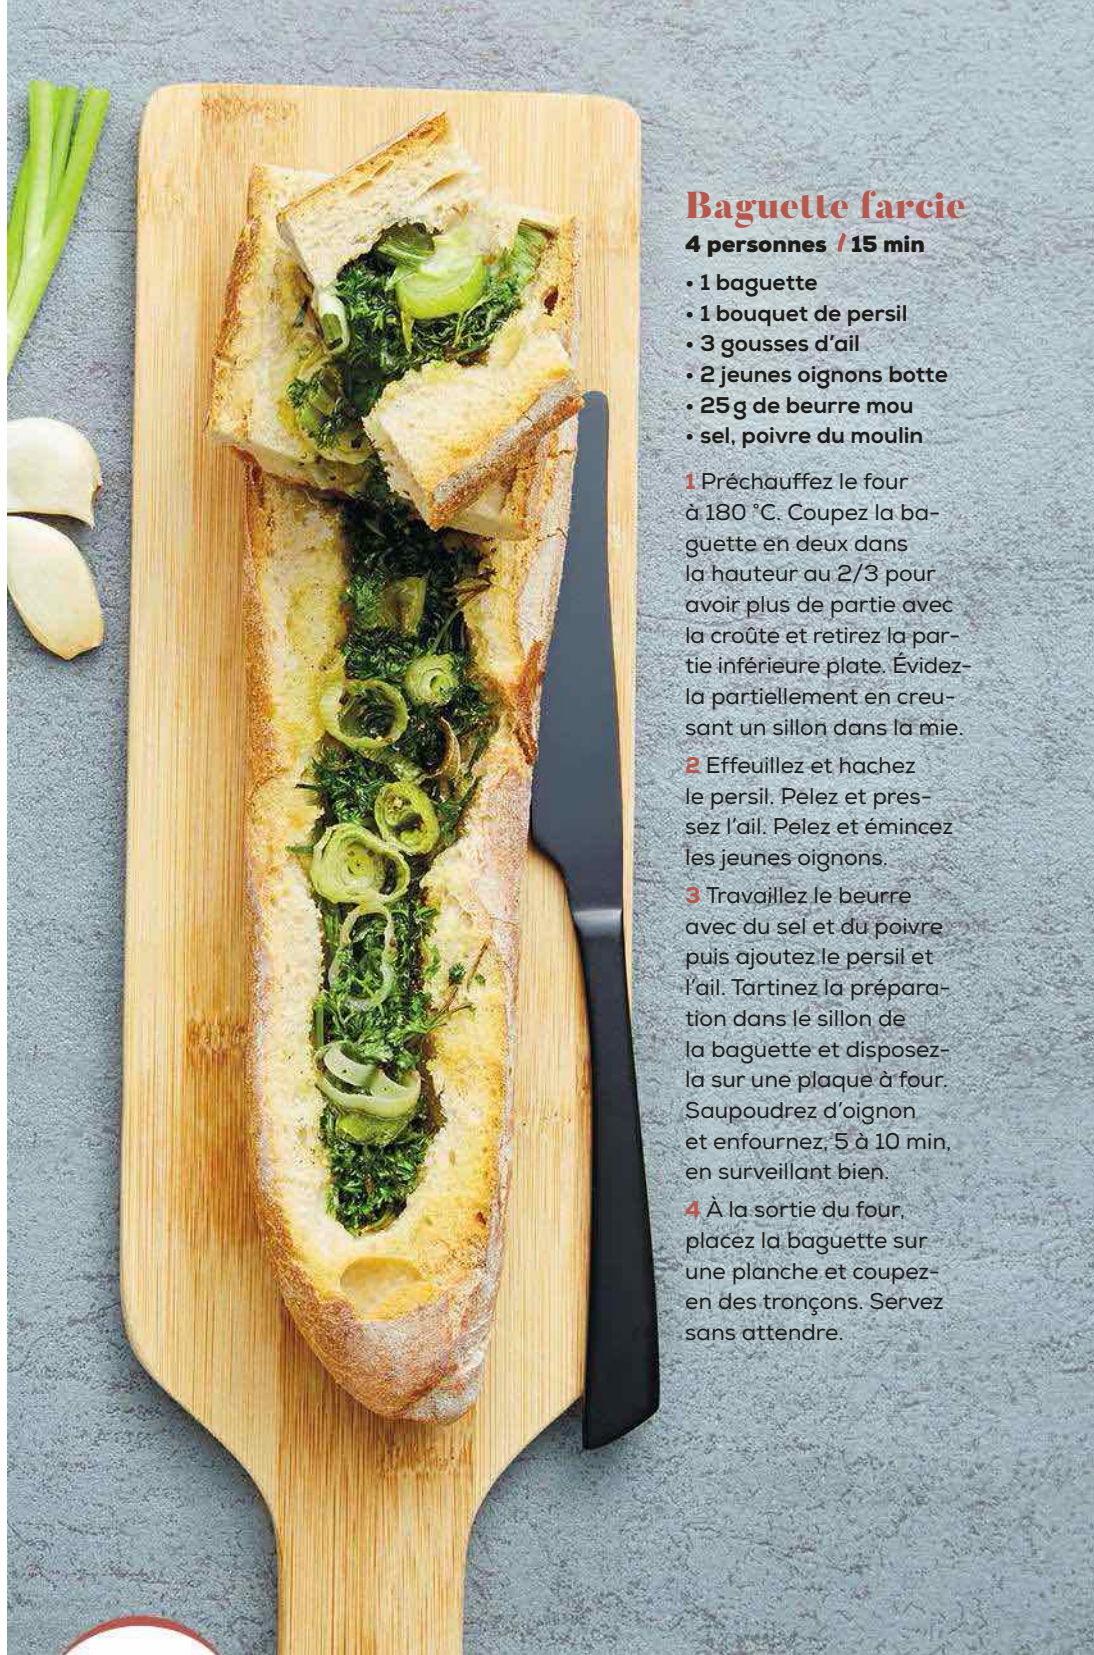 Baguette farcie
4 personnes / 15 min
• 1 baguette
• 1 bouquet de persil
• 3 gousses d’ail
• 2 jeunes oignons botte
• 25 g de beurre mou
• sel, poivre du moulin
1 Préchauffez le four
à 180 °C. Coupez la ba-
guette en deux dans
la hauteur au 2/3 pour
avoir plus de partie avec
la croûte et retirez la par-
tie inférieure plate. Évidez-
la partiellement en creu-
sant un sillon dans la mie.
2 Effeuillez et hachez
le persil. Pelez et pres-
sez l’ail. Pelez et émincez
les jeunes oignons.
3 Travaillez le beurre
avec du sel et du poivre
puis ajoutez le persil et
l’ail. Tartinez la prépara-
tion dans le sillon de
la baguette et disposez-
la sur une plaque à four.
Saupoudrez d’oignon
et enfournez, 5 à 10 min,
en surveillant bien.
4 À la sortie du four,
placez la baguette sur
une planche et coupez-
en des tronçons. Servez
sans attendre.